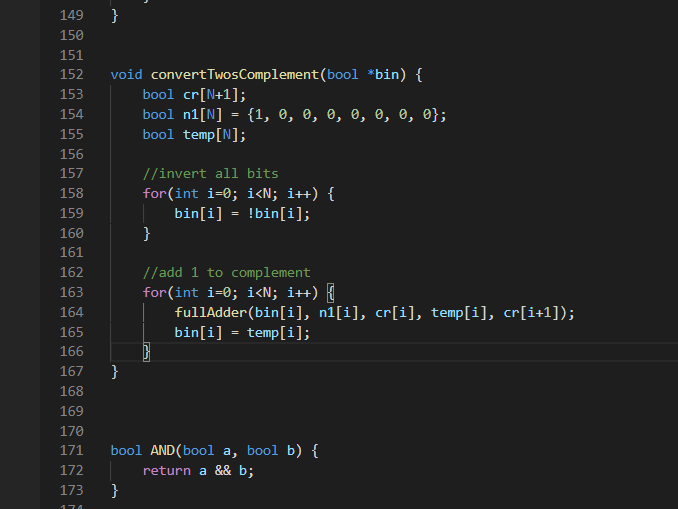 149 }
150
151
152 void convertTwosComplement(bool *bin) {
153     bool cr[N+1];
154     bool n1[N] = {1, 0, 0, 0, 0, 0, 0, 0};
155     bool temp[N];
156
157     //invert all bits
158     for(int i=0; i<N; i++) {
159         bin[i] = !bin[i];
160     }
161
162     //add 1 to complement
163     for(int i=0; i<N; i++) {
164         fullAdder(bin[i], n1[i], cr[i], temp[i], cr[i+1]);
165         bin[i] = temp[i];
166     }
167 }
168
169
170
171 bool AND(bool a, bool b) {
172     return a && b;
173 }